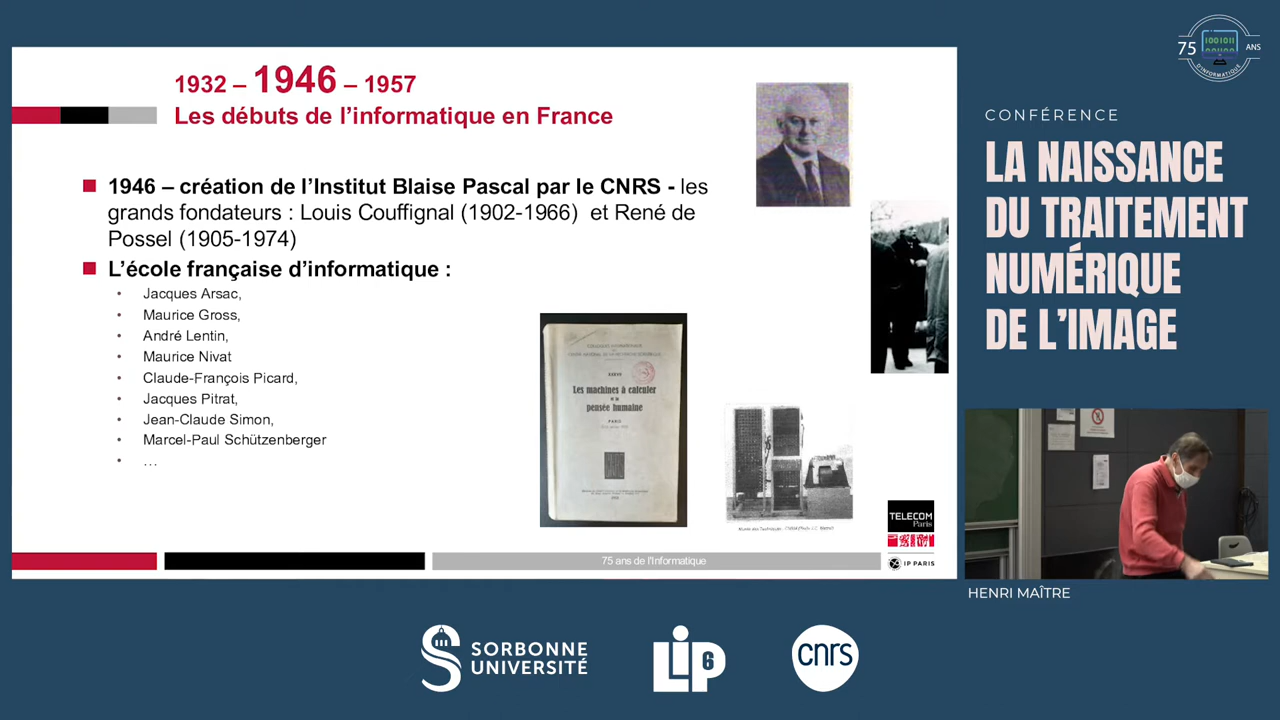 1932 – 1946 – 1957
Les débuts de l’informatique en France
1946 – création de l’Institut Blaise Pascal par le CNRS - les
grands fondateurs : Louis Couffignal (1902-1966) et René de
Possel (1905-1974)
L’école française d’informatique :
Jacques Arsac,
Maurice Gross,
André Lentin,
Maurice Nivat
Claude-François Picard,
Jacques Pitrat,
Jean-Claude Simon,
Marcel-Paul Schützenberger
…
Les machines à calculer
et la
pensée humaine
PARIS
TELECOM
Paris
IP PARIS
75 ans de l’Informatique
75 ANS
D’INFORMATIQUE
CONFÉRENCE
LA NAISSANCE
DU TRAITEMENT
NUMÉRIQUE
DE L’IMAGE
HENRI MAÎTRE
SORBONNE
UNIVERSITÉ
LIP6
cnrs